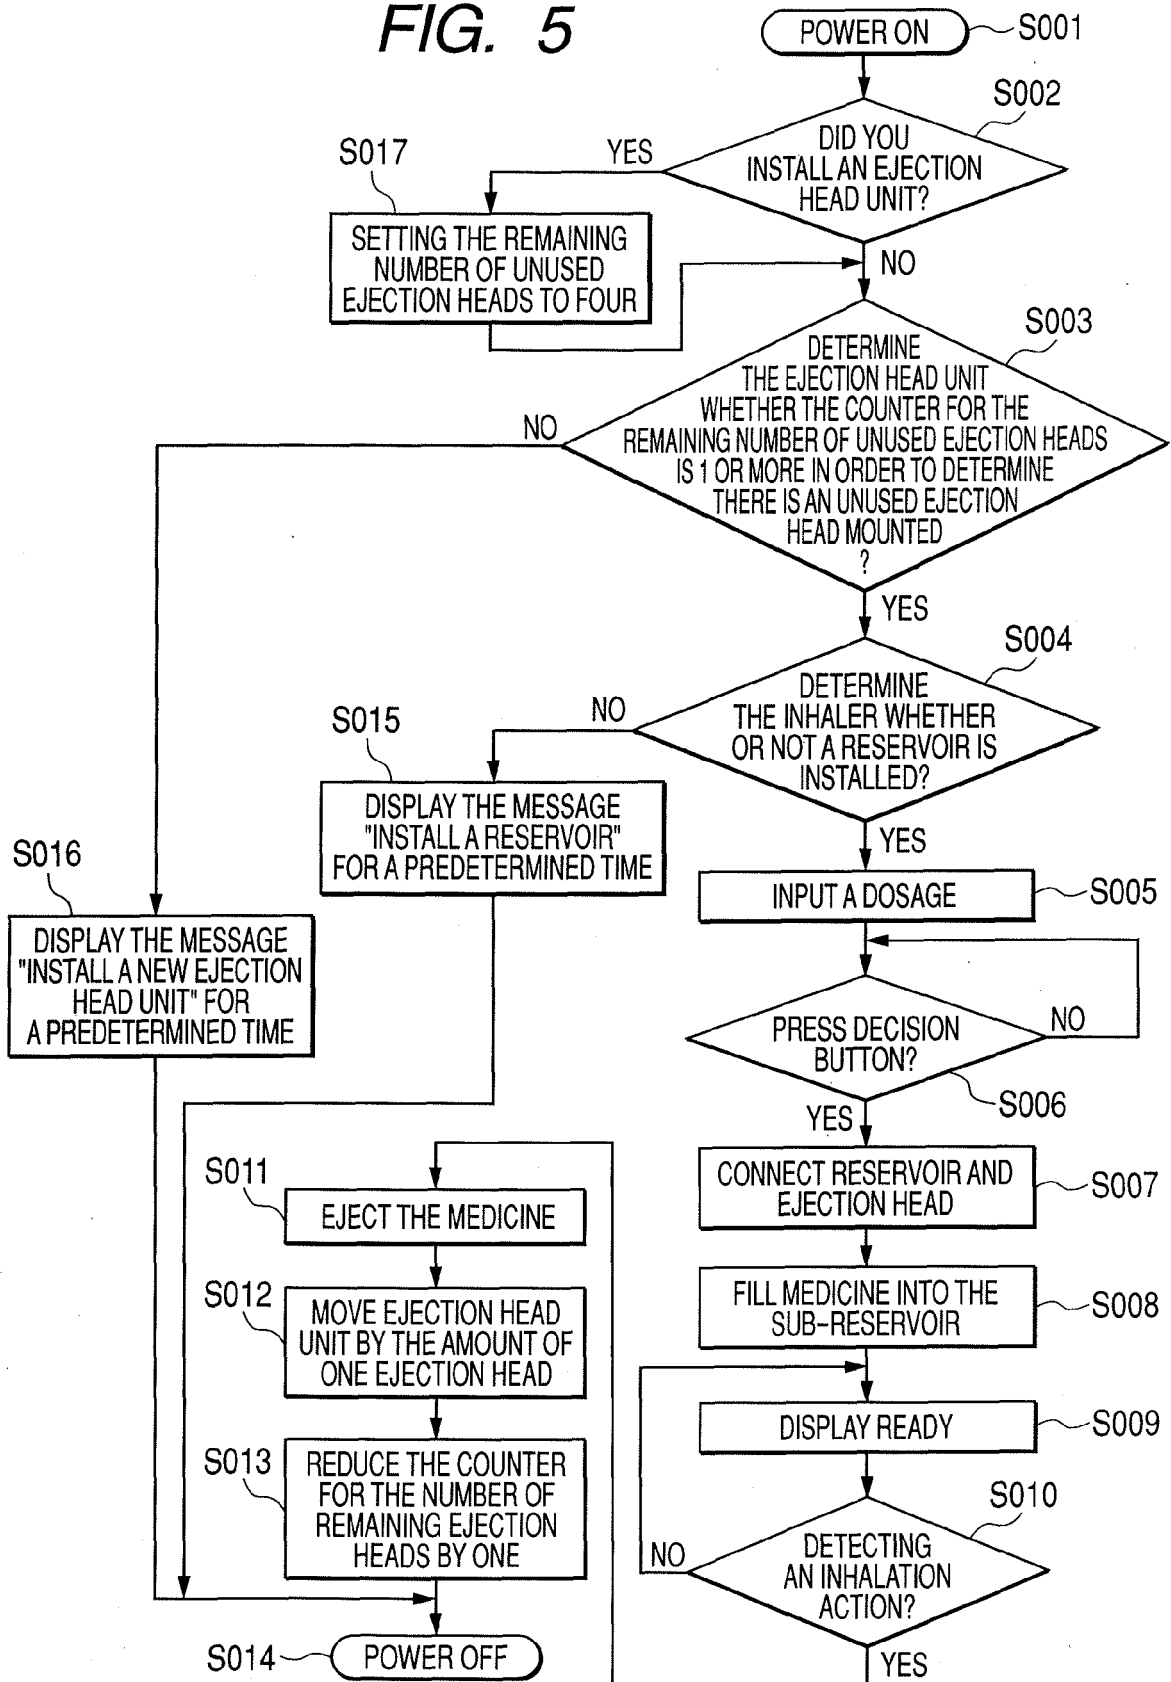 FIG. 5
POWER ON
S001
S002
DID YOU
INSTALL AN EJECTION
HEAD UNIT?
YES
S017
SETTING THE REMAINING
NUMBER OF UNUSED
EJECTION HEADS TO FOUR
NO
S003
DETERMINE
THE EJECTION HEAD UNIT
WHETHER THE COUNTER FOR THE
REMAINING NUMBER OF UNUSED EJECTION HEADS
IS 1 OR MORE IN ORDER TO DETERMINE
THERE IS AN UNUSED EJECTION
HEAD MOUNTED
?
NO
YES
S004
DETERMINE
THE INHALER WHETHER
OR NOT A RESERVOIR IS
INSTALLED?
NO
S015
DISPLAY THE MESSAGE
"INSTALL A RESERVOIR"
FOR A PREDETERMINED TIME
YES
S016
DISPLAY THE MESSAGE
"INSTALL A NEW EJECTION
HEAD UNIT" FOR
A PREDETERMINED TIME
INPUT A DOSAGE
S005
PRESS DECISION
BUTTON?
NO
S006
YES
CONNECT RESERVOIR AND
EJECTION HEAD
S007
FILL MEDICINE INTO THE
SUB-RESERVOIR
S008
DISPLAY READY
S009
S010
DETECTING
AN INHALATION
ACTION?
NO
YES
S011
EJECT THE MEDICINE
S012
MOVE EJECTION HEAD
UNIT BY THE AMOUNT OF
ONE EJECTION HEAD
S013
REDUCE THE COUNTER
FOR THE NUMBER OF
REMAINING EJECTION
HEADS BY ONE
S014
POWER OFF